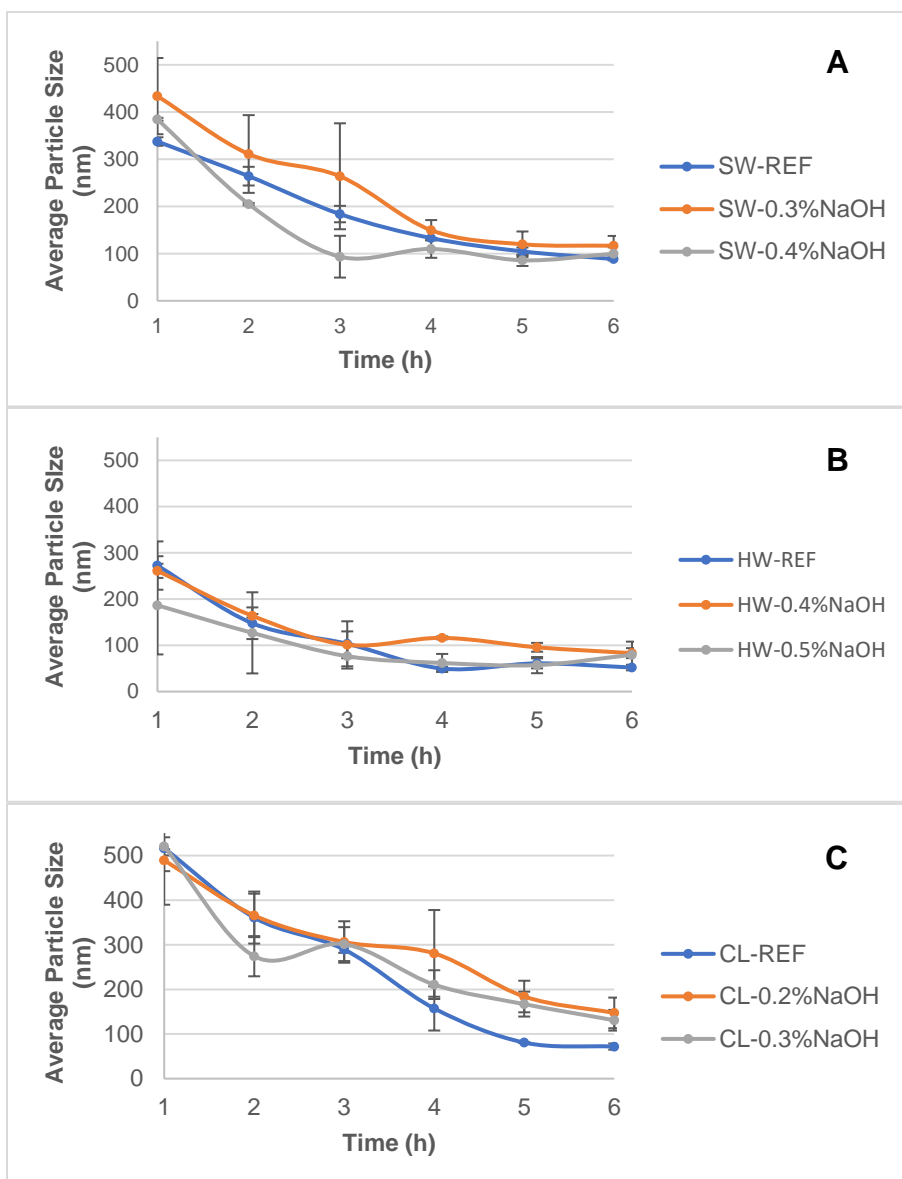 A
Average Particle Size
(nm)
500
400
300
200
100
0
1 2 3 4 5 6
Time (h)
SW-REF
SW-0.3%NaOH
SW-0.4%NaOH
B
Average Particle SIze
(nm)
500
400
300
200
100
0
1 2 3 4 5 6
Time (h)
HW-REF
HW-0.4%NaOH
HW-0.5%NaOH
C
Average Particle Size
(nm)
500
400
300
200
100
0
1 2 3 4 5 6
Time (h)
CL-REF
CL-0.2%NaOH
CL-0.3%NaOH